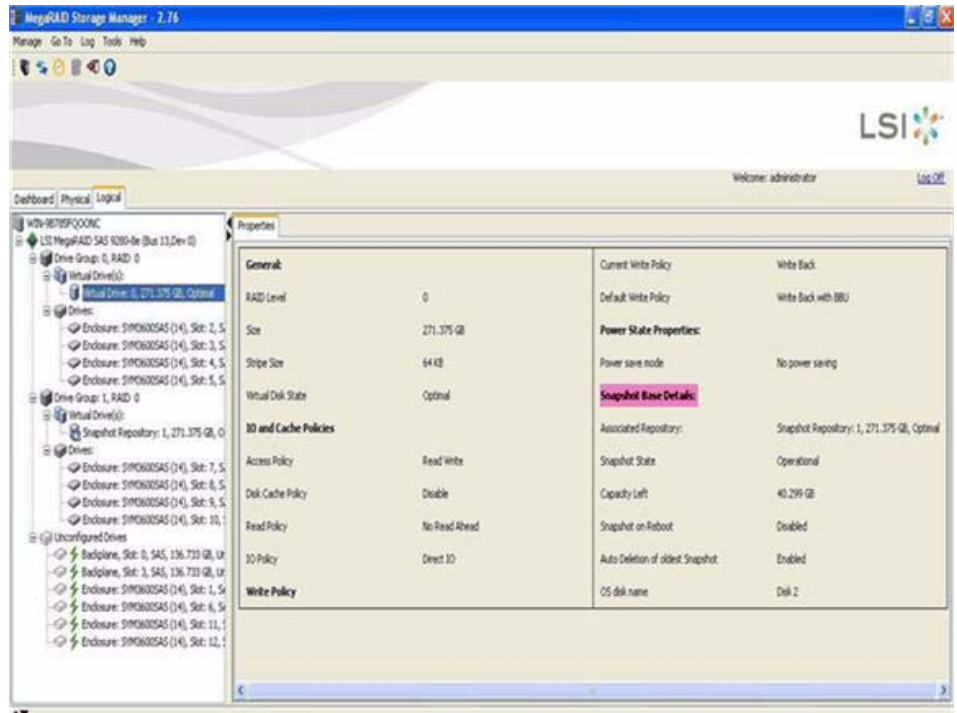 MegaRAID Storage Manager - 2.76
Manage Go To Log Tools Help
LSI
Welcome: administrator Log Off
Dashboard Physical Logical
LSI MegaRAID SAS 9280-8e (Bus 13,Dev 0)
Drive Group: 0, RAID 0
Virtual Drive(s):
Virtual Drive: 0, 271.375 GB, Optimal
Drives:
Enclosure: SYM3600SAS (14), Slot: 2, S
Enclosure: SYM3600SAS (14), Slot: 3, S
Enclosure: SYM3600SAS (14), Slot: 4, S
Enclosure: SYM3600SAS (14), Slot: 5, S
Drive Group: 1, RAID 0
Virtual Drive(s):
Snapshot Repository: 1, 271.375 GB, O
Drives:
Enclosure: SYM3600SAS (14), Slot: 7, S
Enclosure: SYM3600SAS (14), Slot: 8, S
Enclosure: SYM3600SAS (14), Slot: 9, S
Enclosure: SYM3600SAS (14), Slot: 10,
Unconfigured Drives
Backplane, Slot: 0, SAS, 136.733 GB, Un
Backplane, Slot: 3, SAS, 136.733 GB, Un
Enclosure: SYM3600SAS (14), Slot: 1, S
Enclosure: SYM3600SAS (14), Slot: 6, S
Enclosure: SYM3600SAS (14), Slot: 11,
Enclosure: SYM3600SAS (14), Slot: 12,
Properties
General:
RAID Level 0
Size 271.375 GB
Stripe Size 64 KB
Virtual Disk State Optimal
IO and Cache Policies
Access Policy Read Write
Disk Cache Policy Disable
Read Policy No Read Ahead
IO Policy Direct IO
Write Policy
Current Write Policy Write Back
Default Write Policy Write Back with BBU
Power State Properties:
Power save mode No power saving
Snapshot Base Details:
Associated Repository: Snapshot Repository: 1, 271.375 GB, Optimal
Snapshot State Operational
Capacity Left 40.299 GB
Snapshot on Reboot Disabled
Auto Deletion of oldest Snapshot Enabled
OS disk name Disk 2